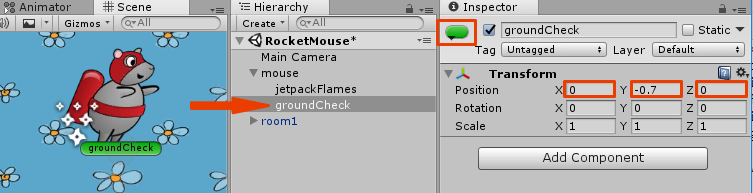 Animator
Scene
Gizmos
All
groundCheck
Hierarchy
Create
All
RocketMouse*
Main Camera
mouse
jetpackFlames
groundCheck
room1
Inspector
groundCheck
Static
Tag Untagged Layer Default
Transform
Position X 0 Y -0.7 Z 0
Rotation X 0 Y 0 Z 0
Scale X 1 Y 1 Z 1
Add Component